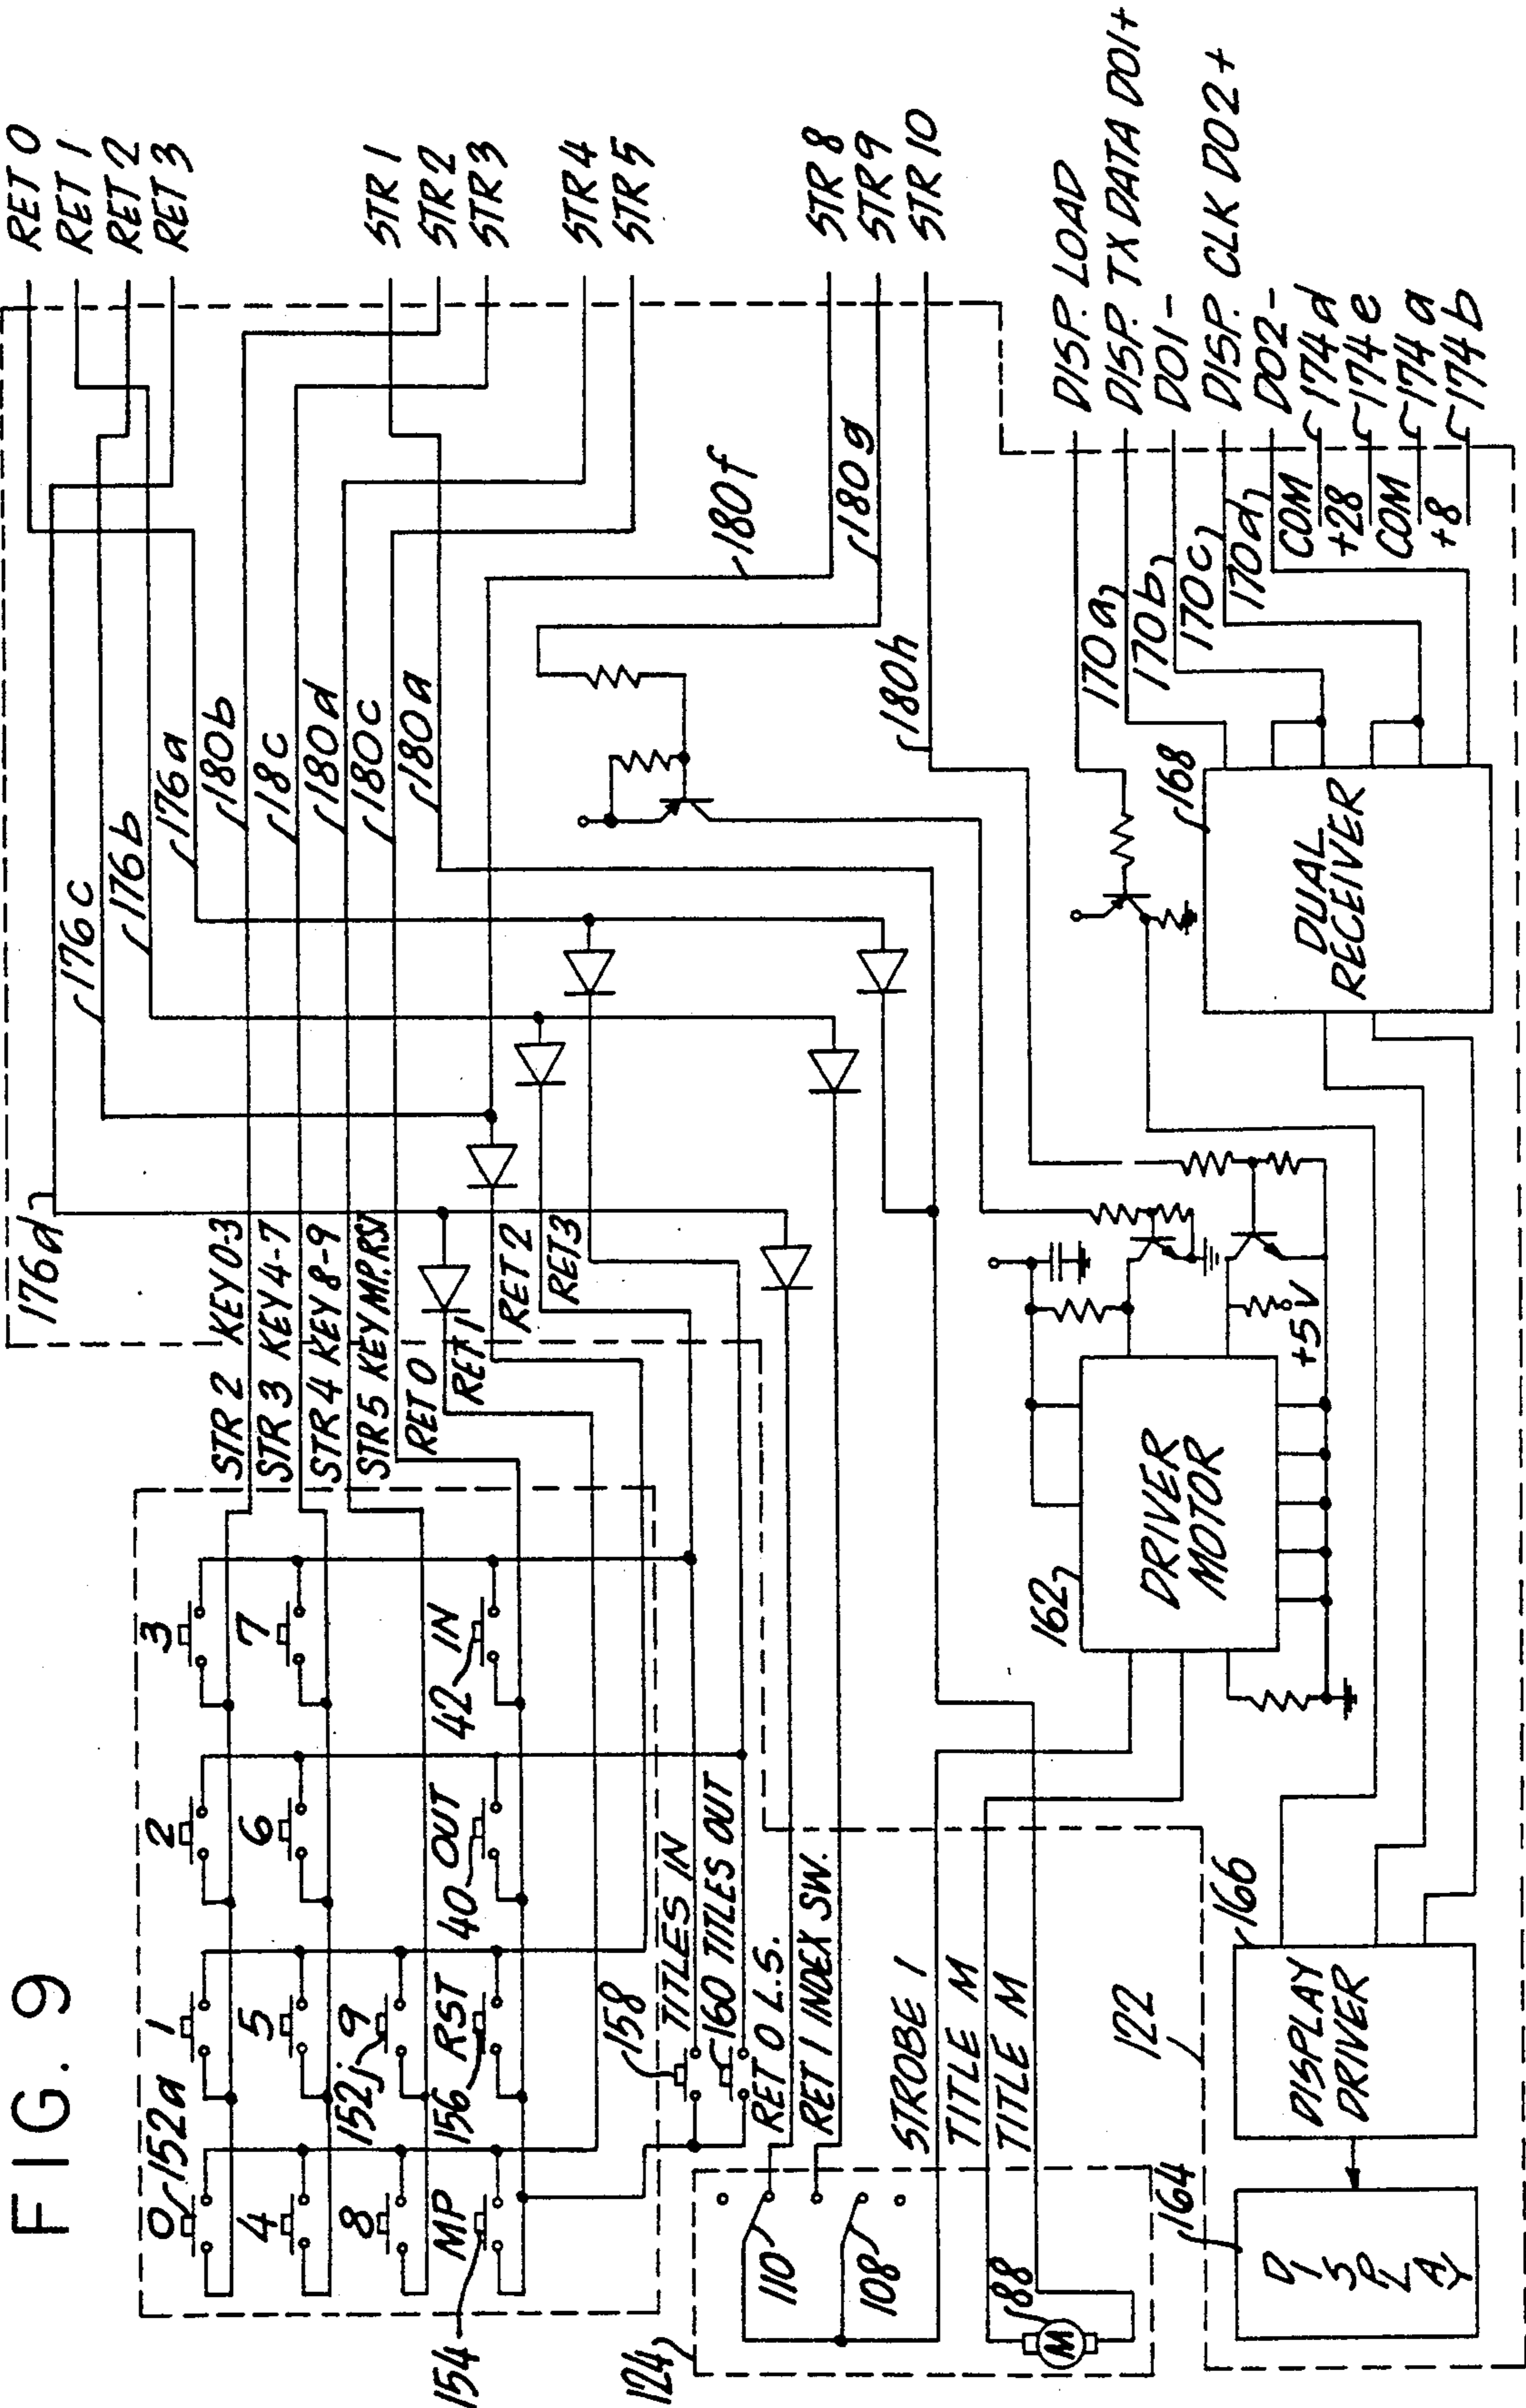 FIG. 9
RET 0
RET 1
RET 2
RET 3
STR 1
STR 2
STR 3
STR 4
STR 5
STR 8
STR 9
STR 10
DISP. LOAD
DISP. TX DATA DO1+
DO1-
DISP. CLK DO2+
DO2-
174d
174e
174a
174b
COM
+28
COM
+8
170a
170b
170c
170d
176d
176c
176b
176a
180b
18c
180d
180c
180a
180f
180g
180h
STR 2 KEY 0-3
STR 3 KEY 4-7
STR 4 KEY 8-9
STR 5 KEY MP.RST
RET 0
RET 1
RET 2
RET 3
0
152a
1
2
3
4
5
6
7
8
152j
9
MP
154
156 RST
40 OUT
42 IN
158
TITLES IN
160 TITLES OUT
RET 0 L.S.
RET 1 INDEX SW.
STROBE 1
TITLE M
TITLE M
124
110
108
88
M
122
162
DRIVER
MOTOR
+5V
168
DUAL
RECEIVER
166
DISPLAY
DRIVER
164
DISPLAY